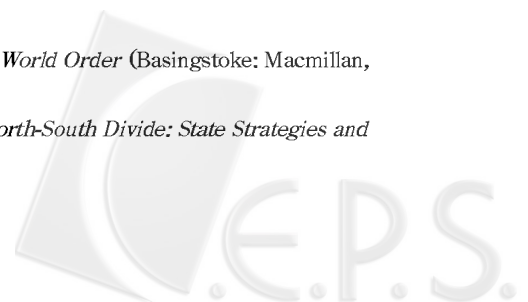 World Order (Basingstoke: Macmillan,
orth-South Divide: State Strategies and
C.E.P.S.